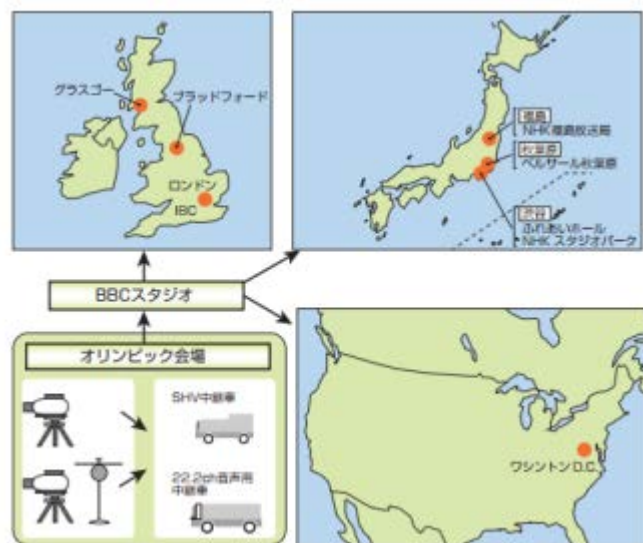 グラスゴー
ブラッドフォード
ロンドン
IBC
福島
NHK福島放送局
秋葉原
ベルサール秋葉原
渋谷
ふれあいホール
NHKスタジオパーク
BBCスタジオ
オリンピック会場
SHV中継車
22.2ch音声用
中継車
ワシントンD.C.